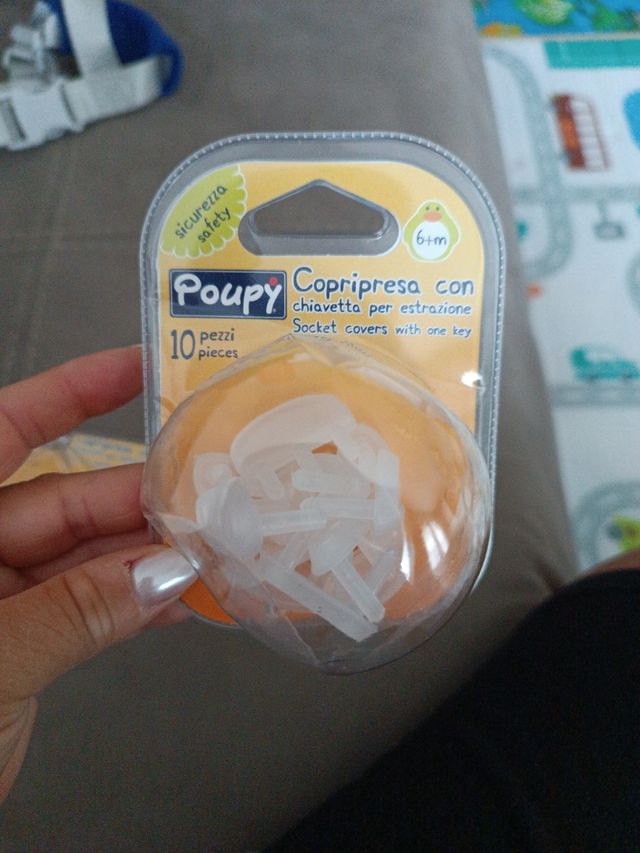 sicurezza
safety
6+m
Poupy
Copripresa con
chiavetta per estrazione
Socket covers with one key
10 pezzi
pieces